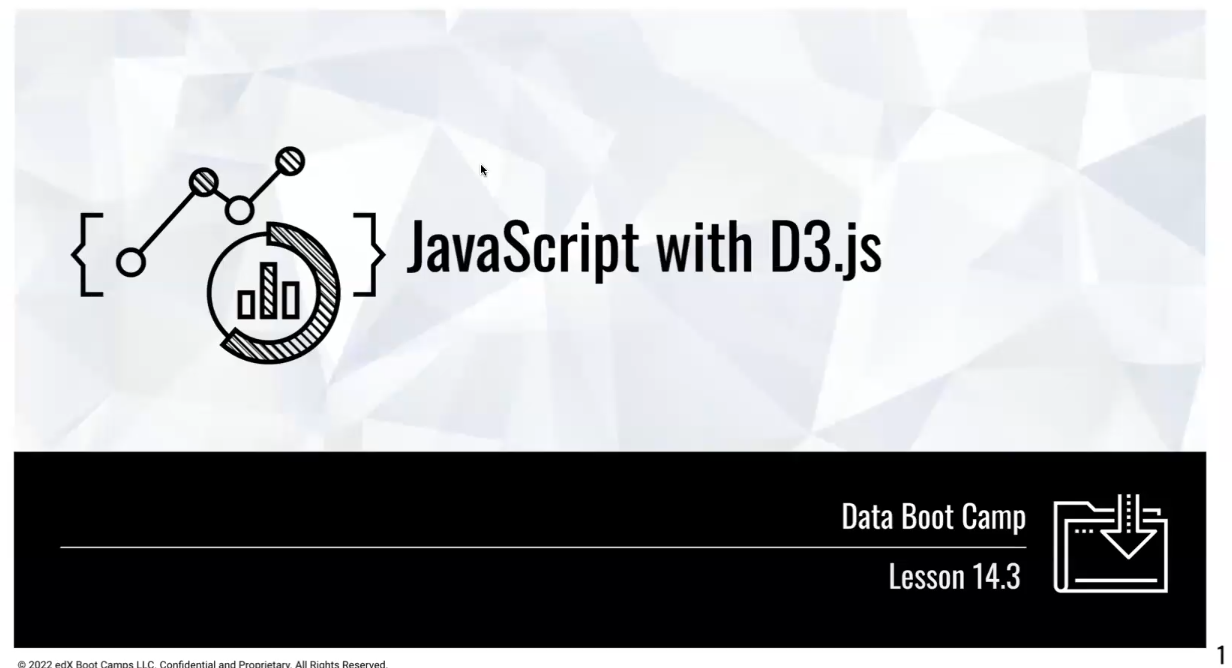 JavaScript with D3.js
Data Boot Camp
Lesson 14.3
© 2022 edX Boot Camps LLC. Confidential and Proprietary. All Rights Reserved.
1